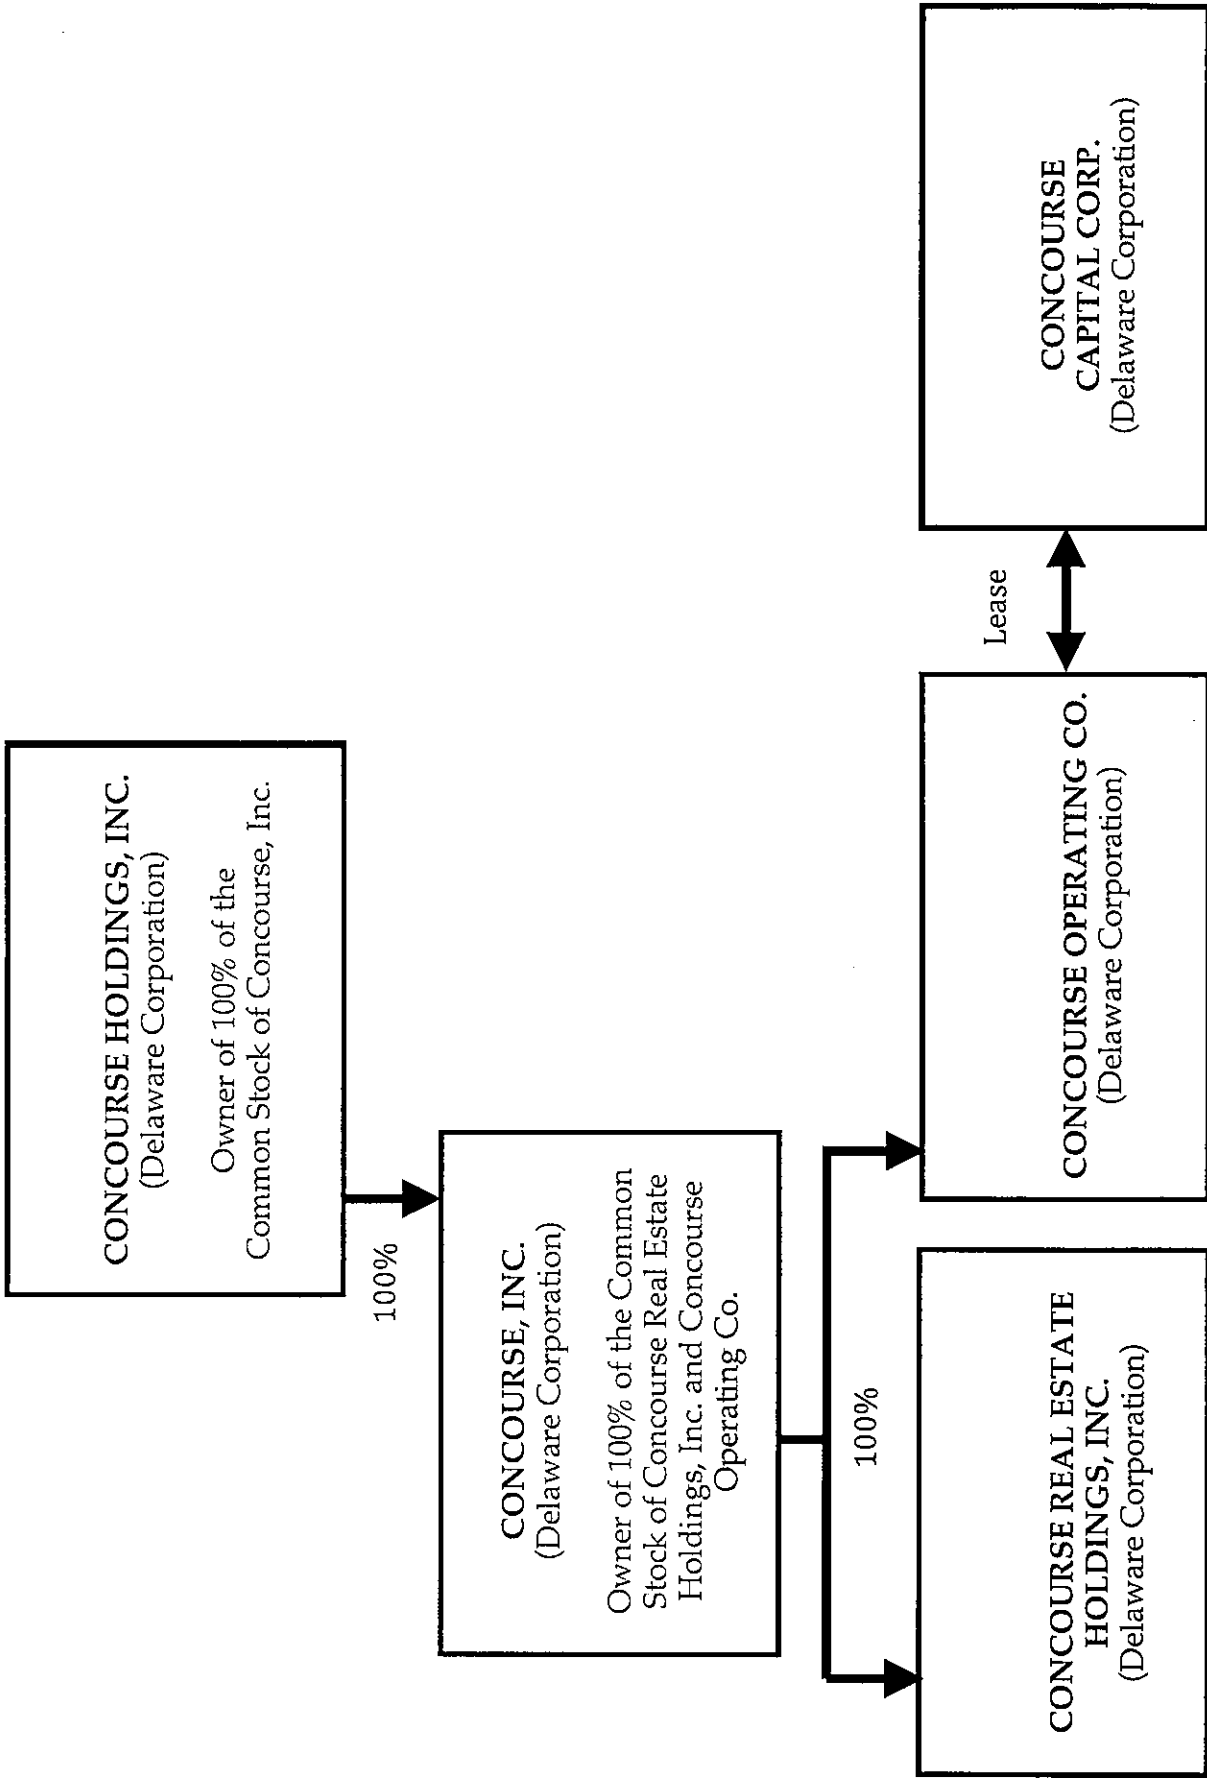 CONCOURSE HOLDINGS, INC.
(Delaware Corporation)
Owner of 100% of the
Common Stock of Concourse, Inc.
100%
CONCOURSE, INC.
(Delaware Corporation)
Owner of 100% of the Common
Stock of Concourse Real Estate
Holdings, Inc. and Concourse
Operating Co.
100%
CONCOURSE REAL ESTATE
HOLDINGS, INC.
(Delaware Corporation)
CONCOURSE OPERATING CO.
(Delaware Corporation)
Lease
CONCOURSE
CAPITAL CORP.
(Delaware Corporation)